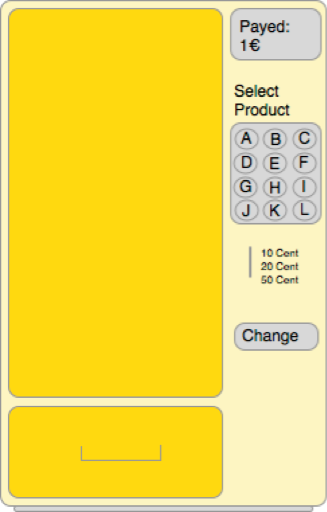 Payed:
1€
Select
Product
A B C
D E F
G H I
J K L
10 Cent
20 Cent
50 Cent
Change